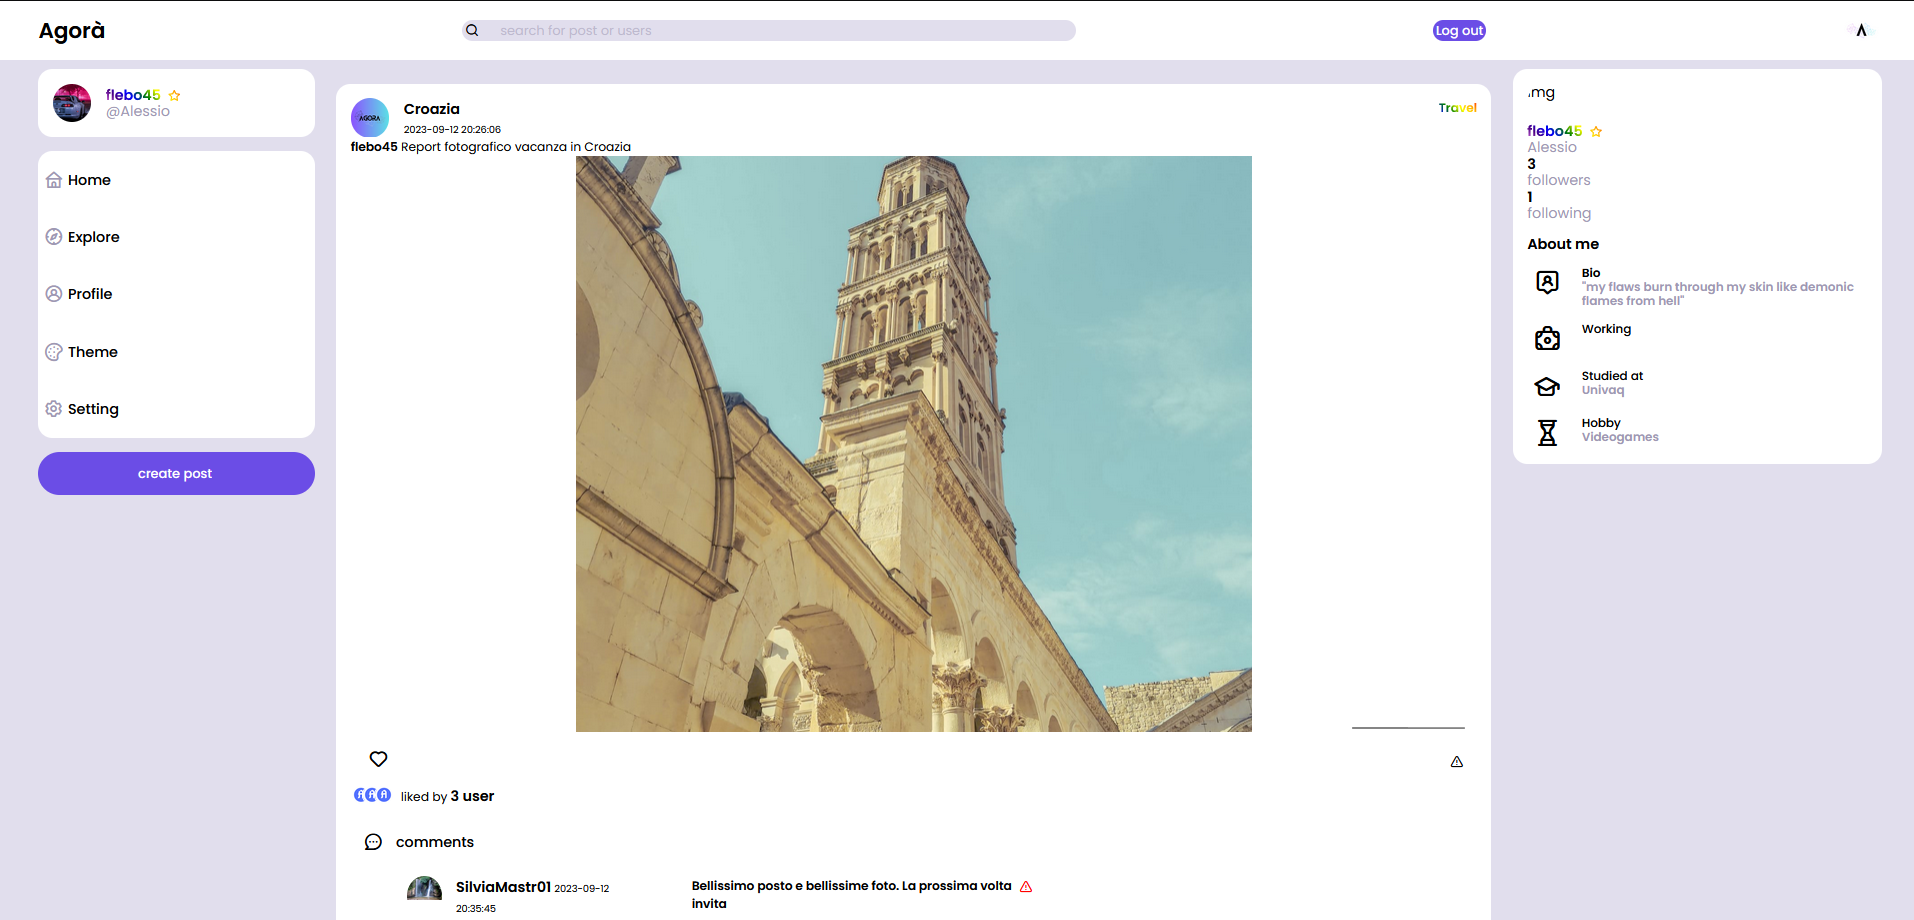 Agorà
search for post or users
Log out
flebo45
@Alessio
Home
Explore
Profile
Theme
Setting
create post
AGORA
Croazia
2023-09-12 20:26:06
Travel
flebo45 Report fotografico vacanza in Croazia
liked by 3 user
comments
SilviaMastr01 2023-09-12
20:35:45
Bellissimo posto e bellissime foto. La prossima volta
invita
flebo45
Alessio
3
followers
1
following
About me
Bio
"my flaws burn through my skin like demonic
flames from hell"
Working
Studied at
Univaq
Hobby
Videogames